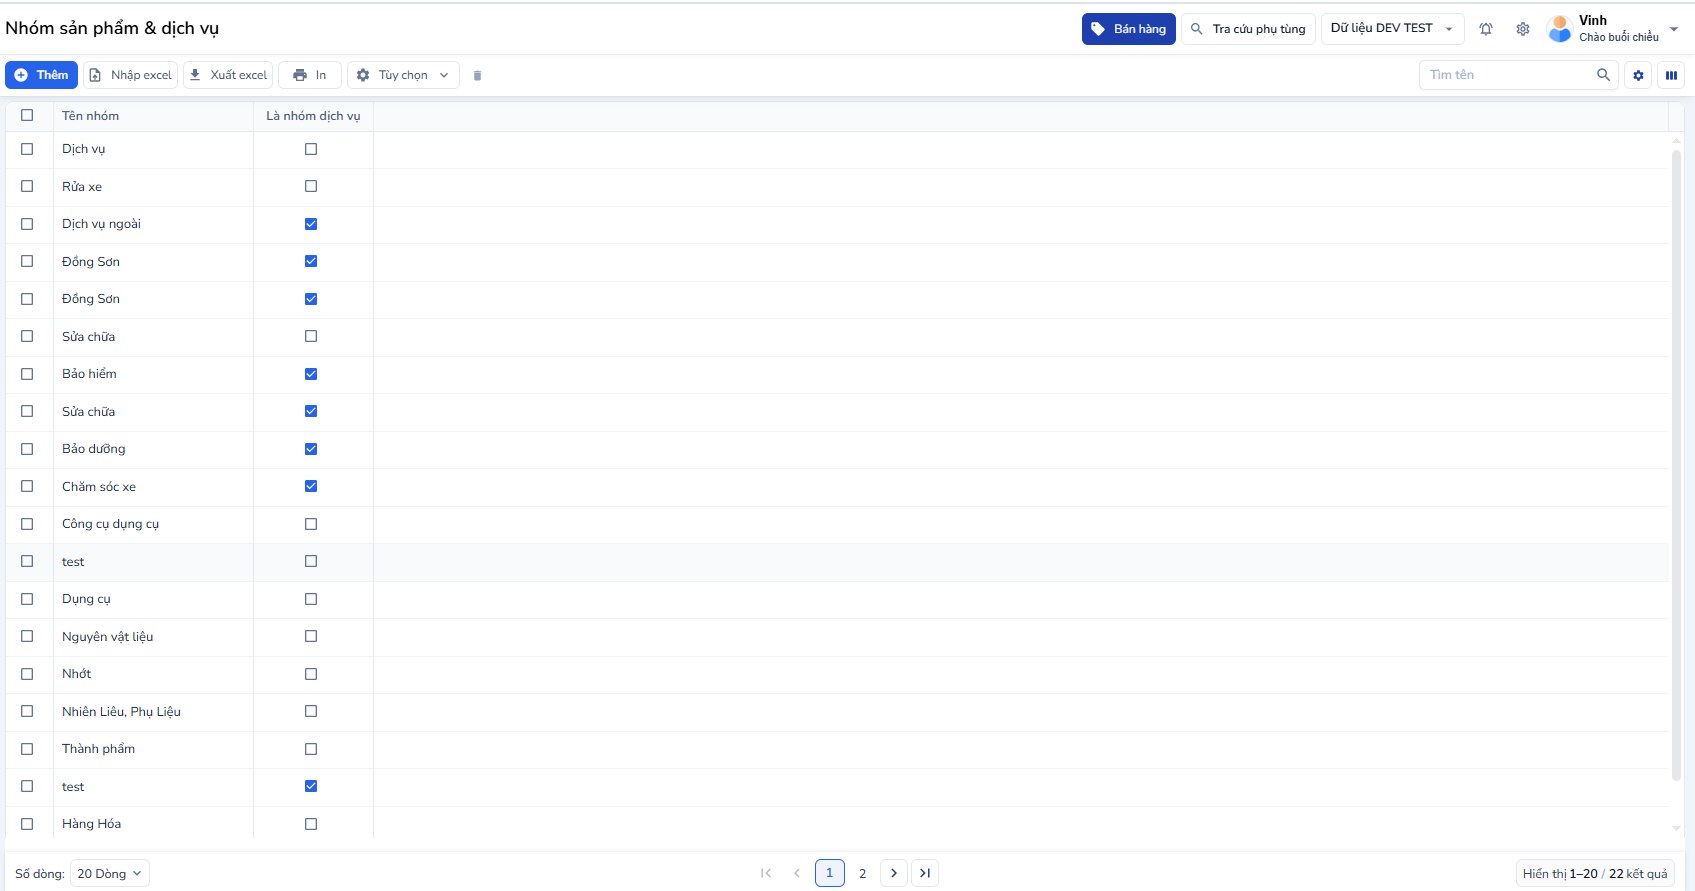 Nhóm sản phẩm & dịch vụ
Bán hàng
Tra cứu phụ tùng
Dữ liệu DEV TEST
Vinh
Chào buổi chiều
Thêm
Nhập excel
Xuất excel
In
Tùy chọn
Tìm tên
Tên nhóm
Là nhóm dịch vụ
Dịch vụ
Rửa xe
Dịch vụ ngoài
Đồng Sơn
Đồng Sơn
Sửa chữa
Bảo hiểm
Sửa chữa
Bảo dưỡng
Chăm sóc xe
Công cụ dụng cụ
test
Dụng cụ
Nguyên vật liệu
Nhớt
Nhiên Liêu, Phụ Liệu
Thành phẩm
test
Hàng Hóa
Số dòng: 20 Dòng
1 2
Hiển thị 1–20 / 22 kết quả